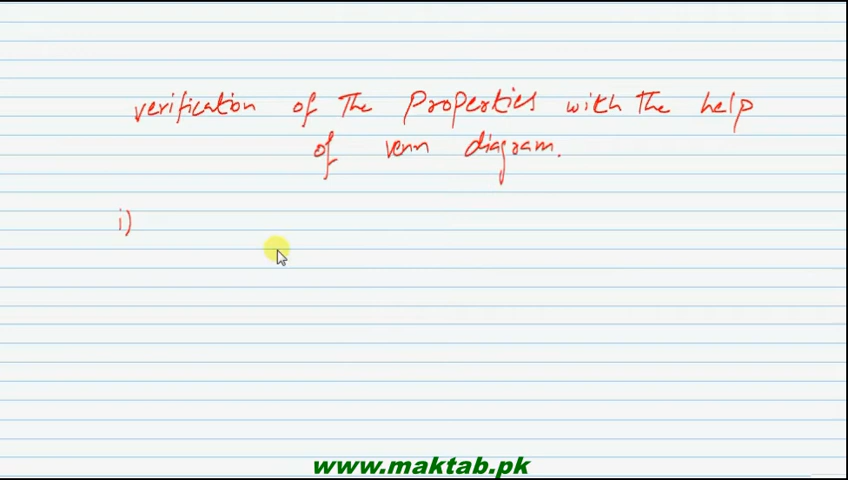 verification of The Properties with The help
of venn diagram.
i)
www.maktab.pk